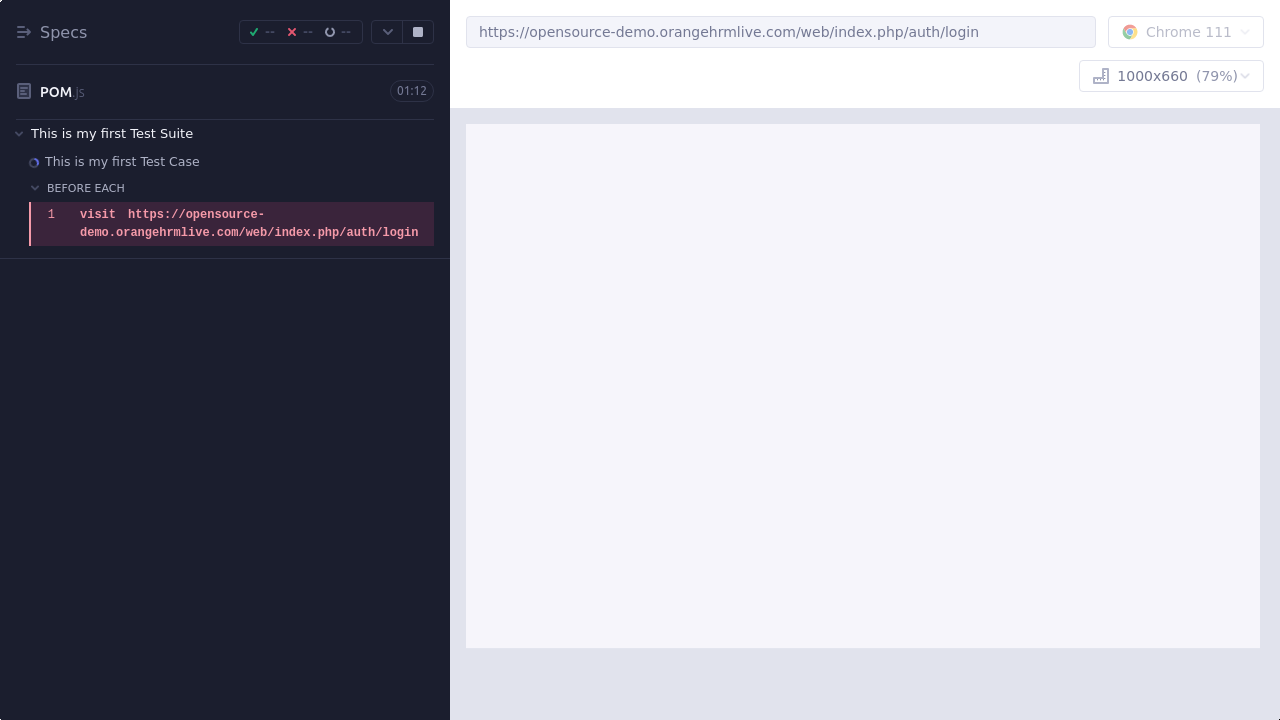 Specs
-- -- --
POM.js
01:12
This is my first Test Suite
This is my first Test Case
BEFORE EACH
1 visit https://opensource-
demo.orangehrmlive.com/web/index.php/auth/login
https://opensource-demo.orangehrmlive.com/web/index.php/auth/login
Chrome 111
1000x660 (79%)